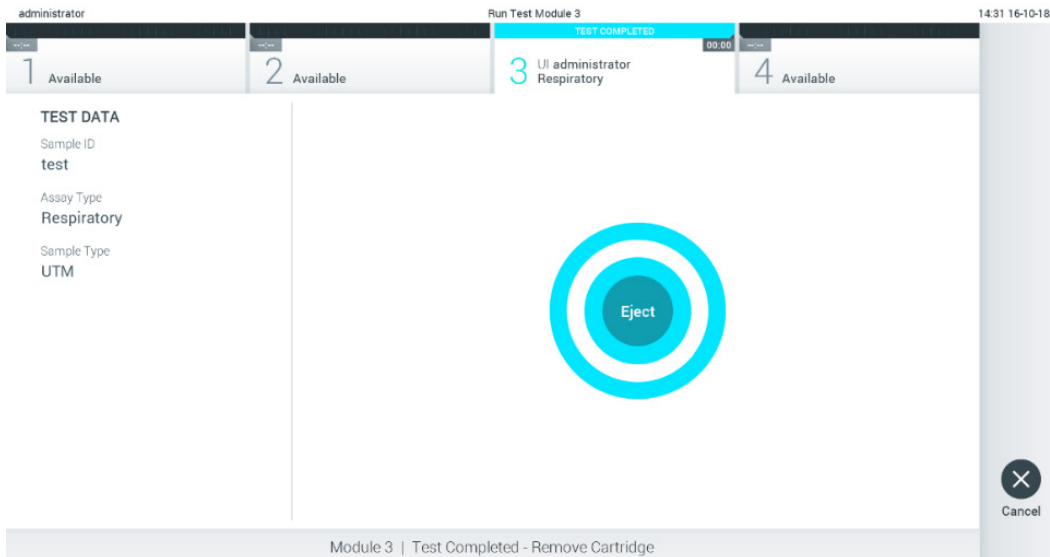 administrator Run Test Module 3 14:31 16-10-18
TEST COMPLETED
--:-- --:-- 00:00 --:--
1 Available 2 Available 3 UI administrator 4 Available
Respiratory
TEST DATA
Sample ID
test
Assay Type
Respiratory
Sample Type
UTM
Eject
Cancel
Module 3 | Test Completed - Remove Cartridge